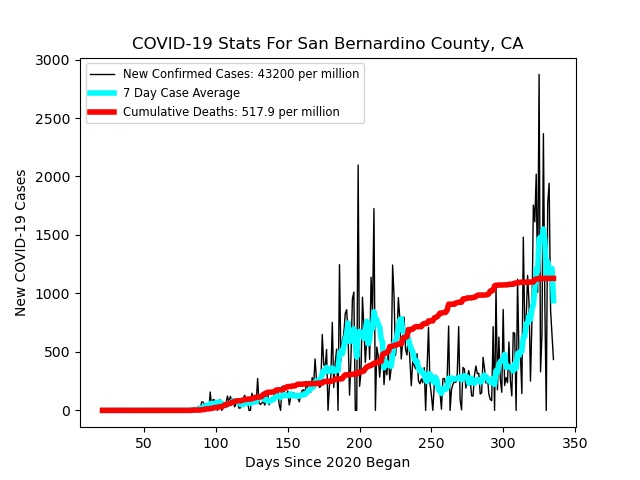 COVID-19 Stats For San Bernardino County, CA
3000
2500
2000
1500
1000
500
0
New COVID-19 Cases
New Confirmed Cases: 43200 per million
7 Day Case Average
Cumulative Deaths: 517.9 per million
50 100 150 200 250 300 350
Days Since 2020 Began